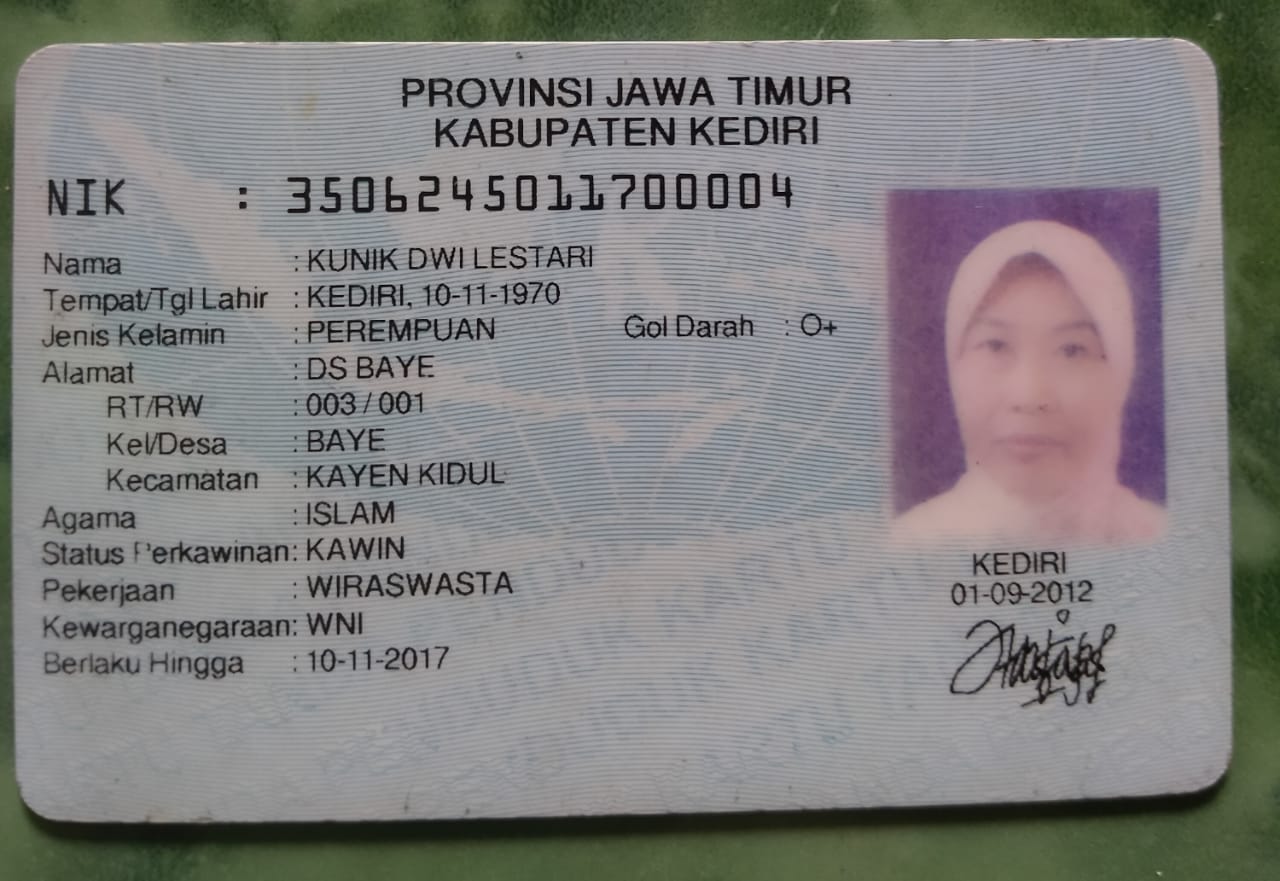 PROVINSI JAWA TIMUR
KABUPATEN KEDIRI
NIK : 3506245011700004
Nama : KUNIK DWI LESTARI
Tempat/Tgl Lahir : KEDIRI, 10-11-1970
Jenis Kelamin : PEREMPUAN Gol Darah : O+
Alamat : DS BAYE
RT/RW : 003 / 001
Kel/Desa : BAYE
Kecamatan : KAYEN KIDUL
Agama : ISLAM
Status Perkawinan: KAWIN
Pekerjaan : WIRASWASTA
Kewarganegaraan: WNI
Berlaku Hingga : 10-11-2017
KEDIRI
01-09-2012